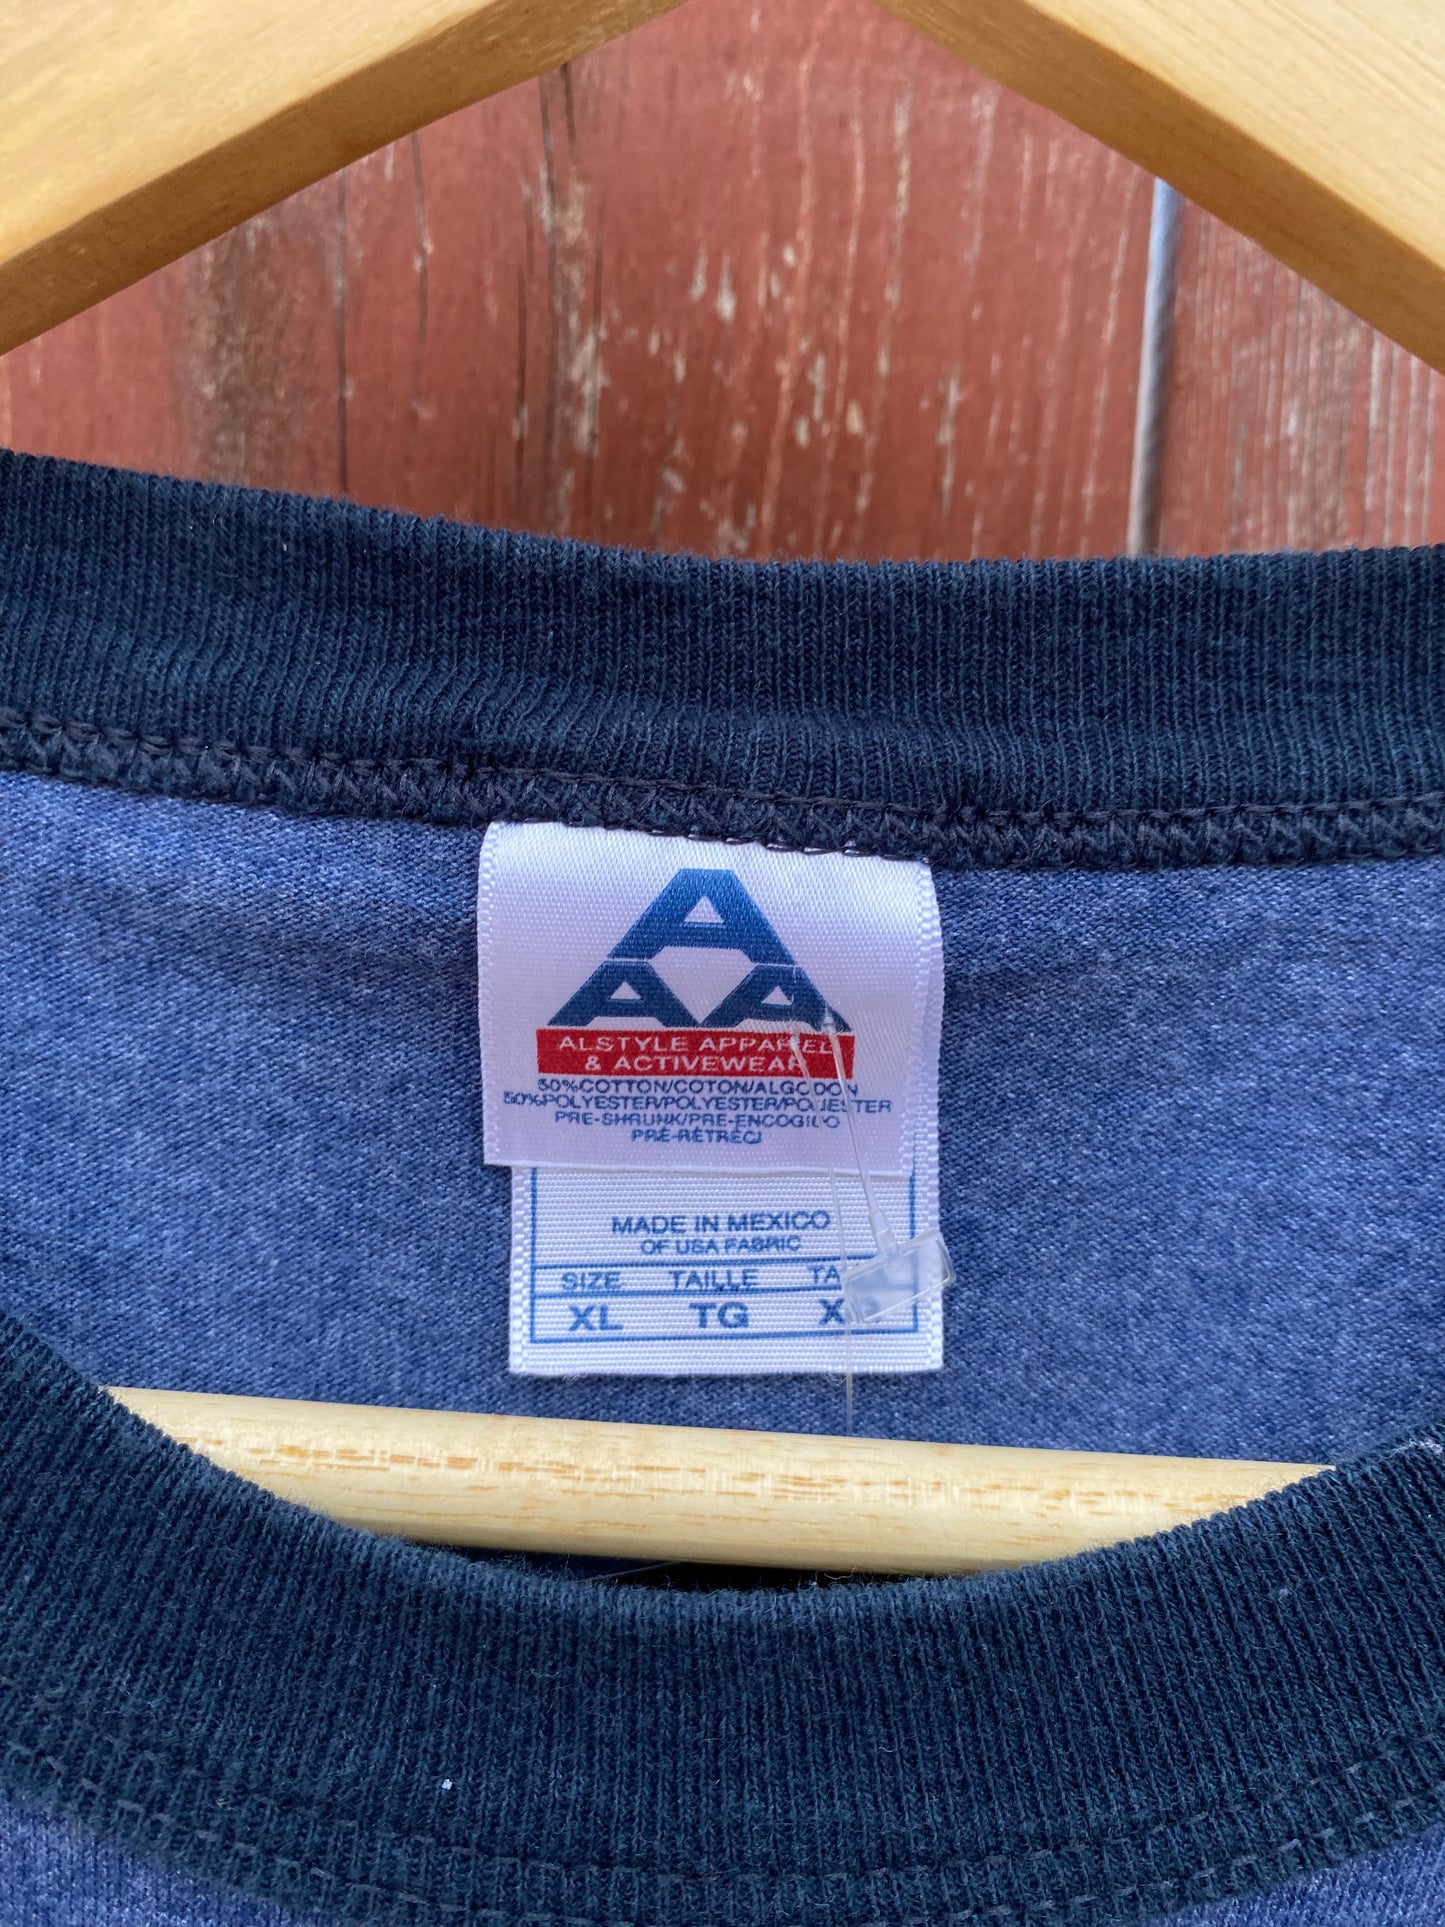 A
A A
ALSTYLE APPAREL
& ACTIVEWEAR
50%COTTON/COTON/ALGODON
50%POLYESTER/POLYESTER/POLIESTER
PRE-SHRUNK/PRE-ENCOGIDO
PRÉ-RÉTRÉCI
MADE IN MEXICO
OF USA FABRIC
SIZE TAILLE
XL TG